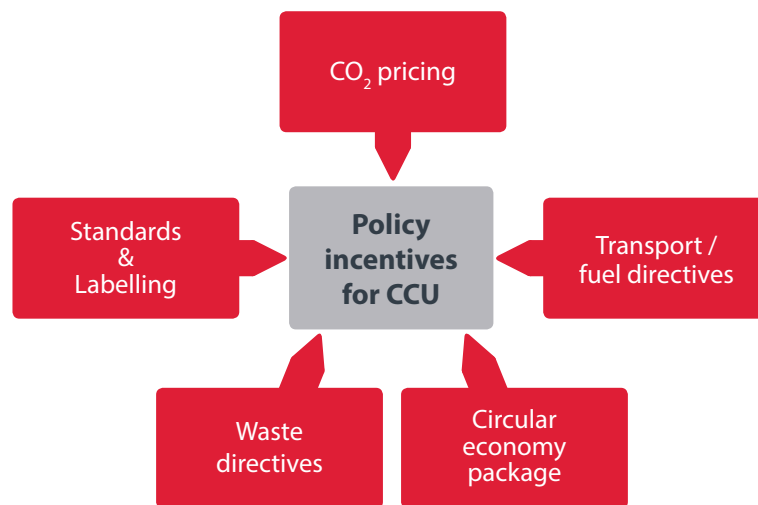 CO₂ pricing
Standards
&
Labelling
Policy
incentives
for CCU
Transport /
fuel directives
Waste
directives
Circular
economy
package